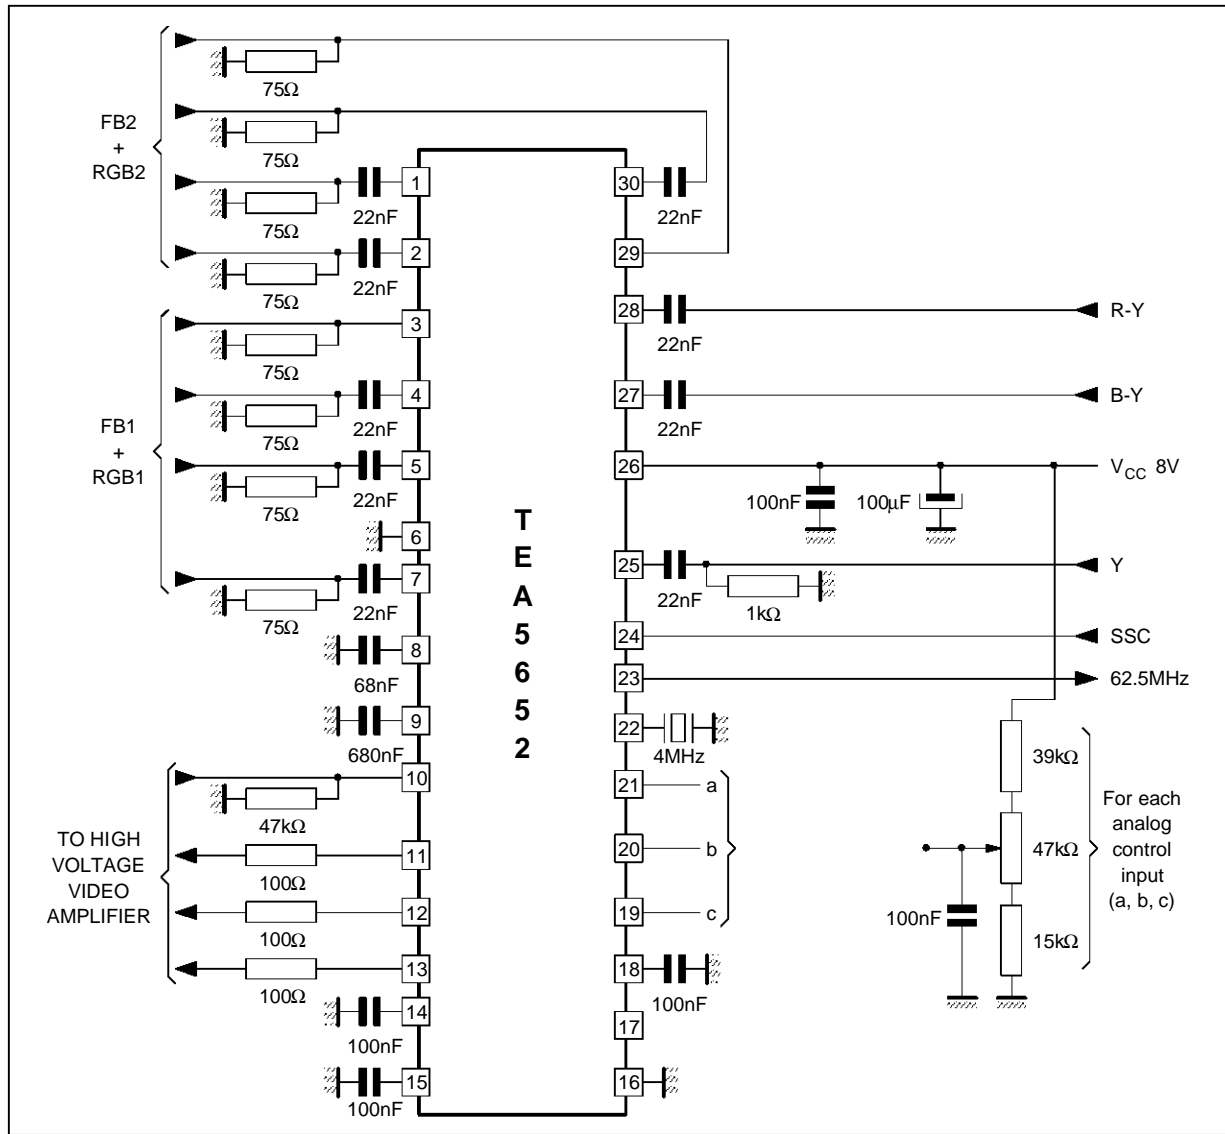 75Ω
FB2
+
RGB2
75Ω
1
22nF
75Ω
2
22nF
75Ω
30
22nF
29
FB1
+
RGB1
3
75Ω
4
22nF
75Ω
5
22nF
75Ω
6
7
22nF
75Ω
8
68nF
9
680nF
TO HIGH
VOLTAGE
VIDEO
AMPLIFIER
10
47kΩ
11
100Ω
12
100Ω
13
100Ω
14
100nF
15
100nF
T
E
A
5
6
5
2
28
22nF
R-Y
27
22nF
B-Y
26
VCC 8V
100nF
100µF
25
22nF
1kΩ
Y
24
SSC
23
62.5MHz
22
4MHz
21
a
20
b
19
c
18
100nF
17
16
39kΩ
47kΩ
15kΩ
100nF
For each
analog
control
input
(a, b, c)